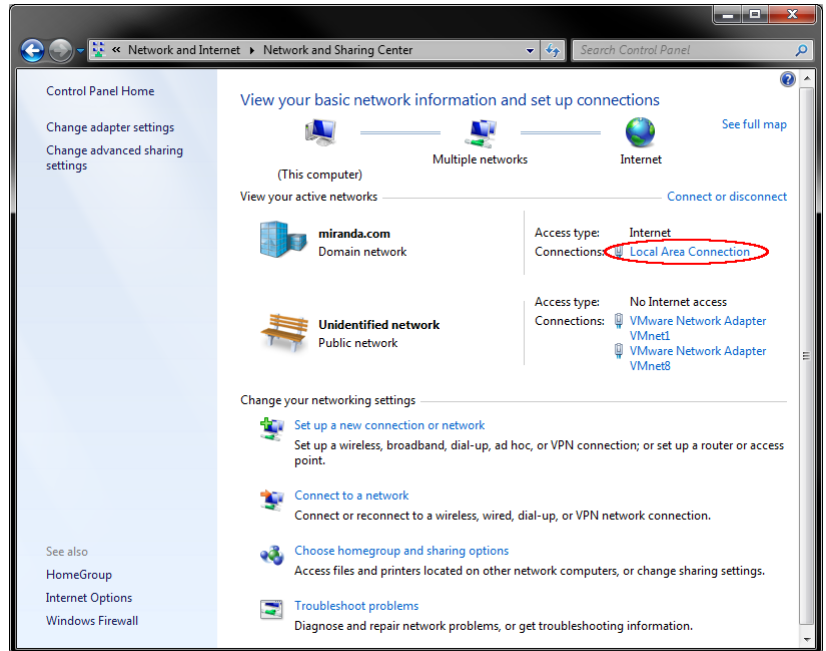 « Network and Internet ▸ Network and Sharing Center
Search Control Panel
Control Panel Home
Change adapter settings
Change advanced sharing
settings
See also
HomeGroup
Internet Options
Windows Firewall
View your basic network information and set up connections
See full map
(This computer)
Multiple networks
Internet
View your active networks
Connect or disconnect
miranda.com
Domain network
Access type: Internet
Connections: Local Area Connection
Unidentified network
Public network
Access type: No Internet access
Connections: VMware Network Adapter
VMnet1
VMware Network Adapter
VMnet8
Change your networking settings
Set up a new connection or network
Set up a wireless, broadband, dial-up, ad hoc, or VPN connection; or set up a router or access
point.
Connect to a network
Connect or reconnect to a wireless, wired, dial-up, or VPN network connection.
Choose homegroup and sharing options
Access files and printers located on other network computers, or change sharing settings.
Troubleshoot problems
Diagnose and repair network problems, or get troubleshooting information.